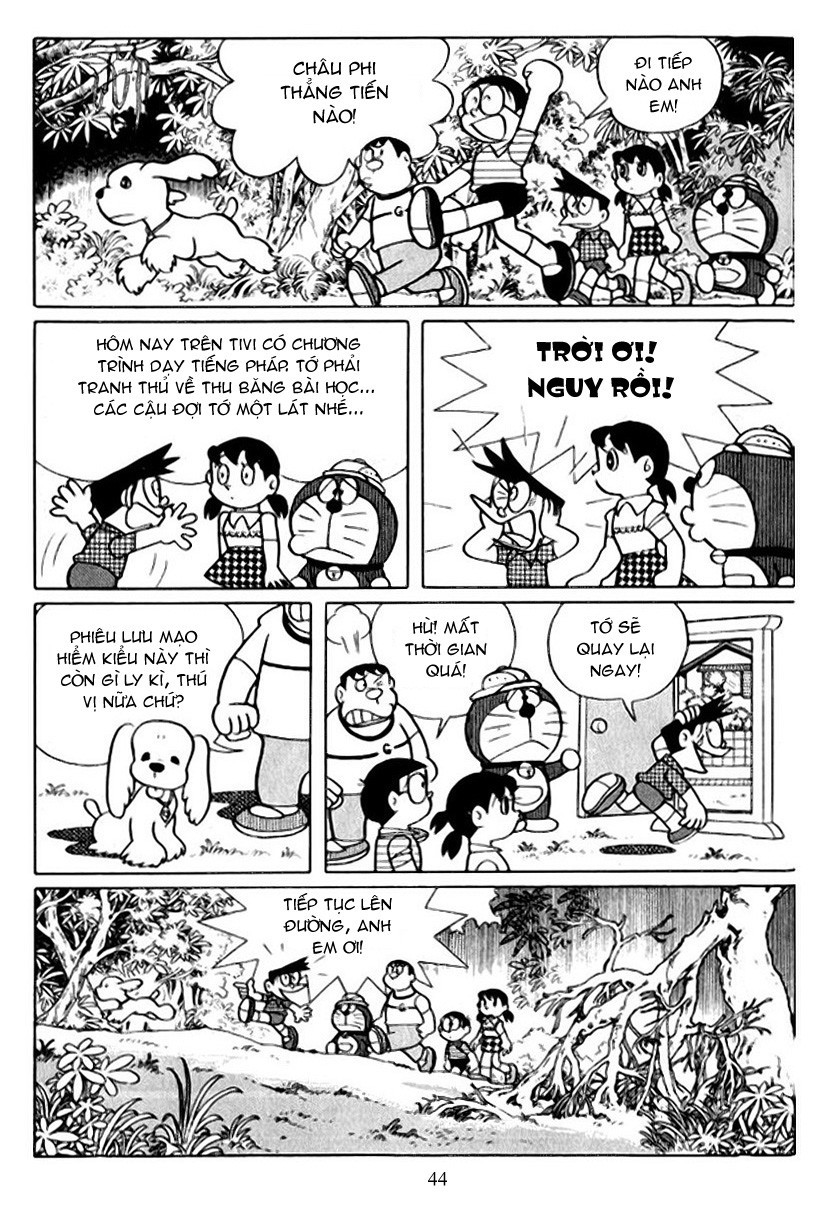 CHÂU PHI
THẲNG TIẾN
NÀO!
ĐI TIẾP
NÀO ANH
EM!
HÔM NAY TRÊN TIVI CÓ CHƯƠNG
TRÌNH DẠY TIẾNG PHÁP. TỚ PHẢI
TRANH THỦ VỀ THU BĂNG BÀI HỌC...
CÁC CẬU ĐỢI TỚ MỘT LÁT NHÉ...
TRỜI ƠI!
NGUY RỒI!
PHIÊU LƯU MẠO
HIỂM KIỂU NÀY THÌ
CÒN GÌ LY KÌ, THÚ
VỊ NỮA CHỨ?
HỪ! MẤT
THỜI GIAN
QUÁ!
TỚ SẼ
QUAY LẠI
NGAY!
TIẾP TỤC LÊN
ĐƯỜNG, ANH
EM ƠI!
44